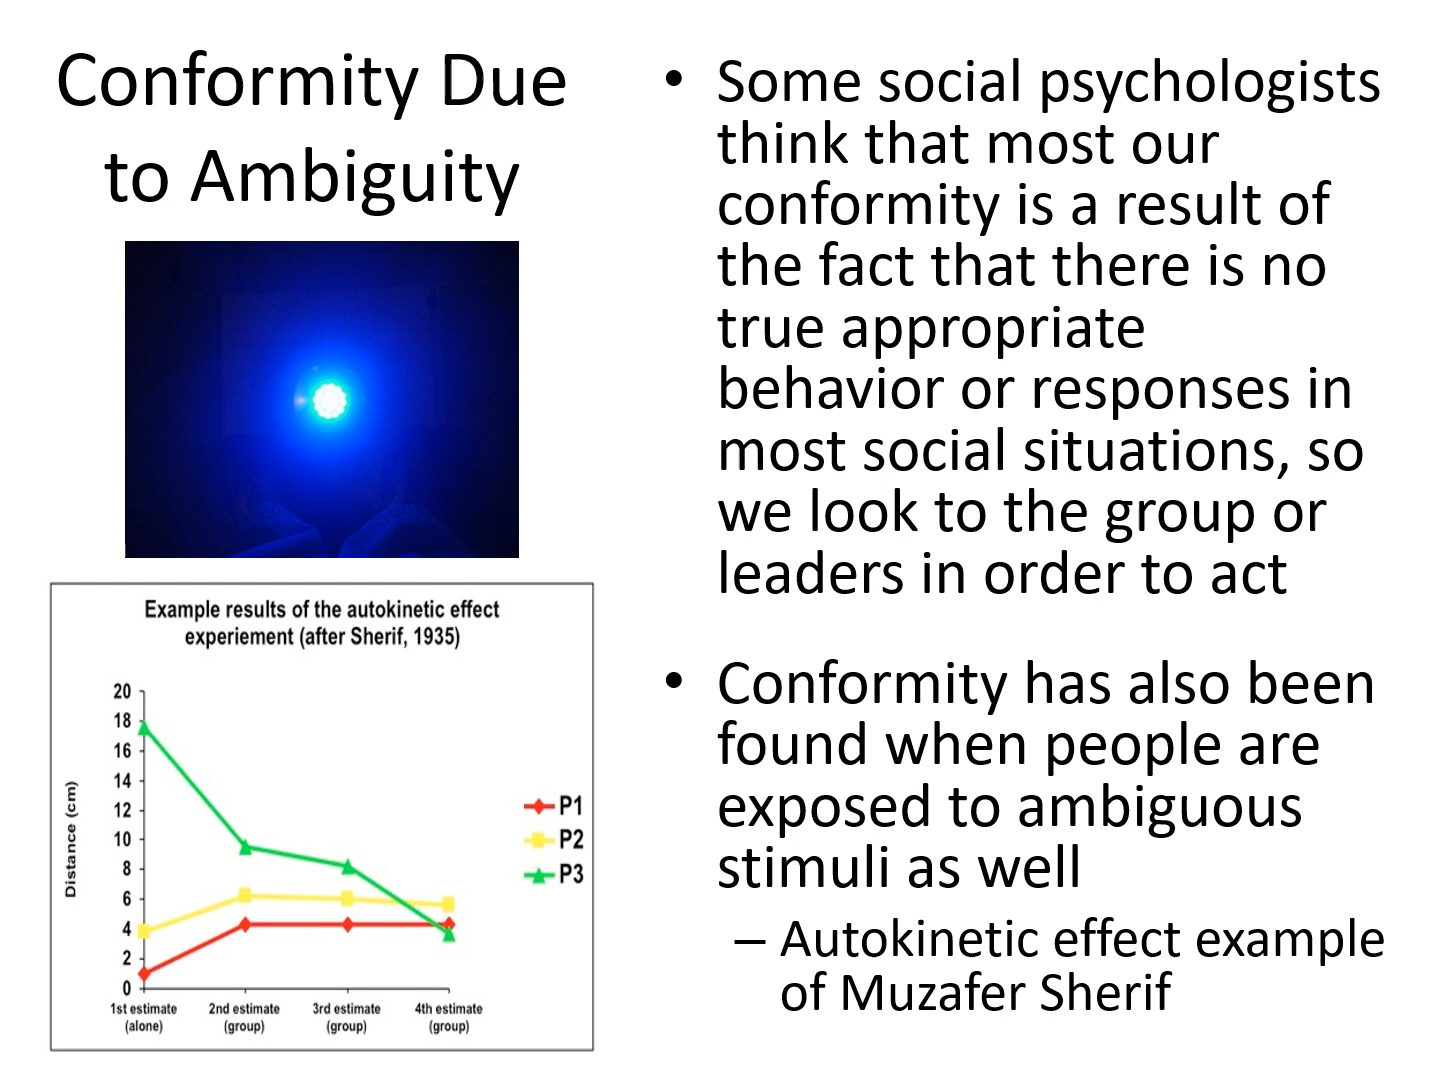 Conformity Due
to Ambiguity
• Some social psychologists
think that most our
conformity is a result of
the fact that there is no
true appropriate
behavior or responses in
most social situations, so
we look to the group or
leaders in order to act
• Conformity has also been
found when people are
exposed to ambiguous
stimuli as well
– Autokinetic effect example
of Muzafer Sherif
Example results of the autokinetic effect
experiement (after Sherif, 1935)
Distance (cm)
20
18
16
14
12
10
8
6
4
2
0
1st estimate
(alone)
2nd estimate
(group)
3rd estimate
(group)
4th estimate
(group)
P1
P2
P3